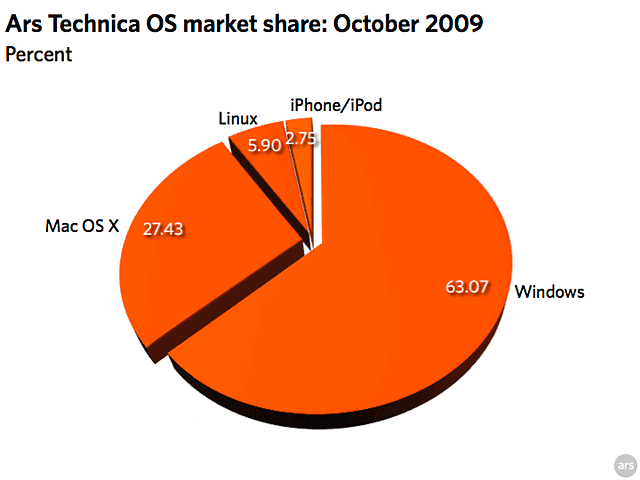 Ars Technica OS market share: October 2009
Percent
iPhone/iPod
Linux
5.90
2.75
Mac OS X
27.43
63.07
Windows
ars